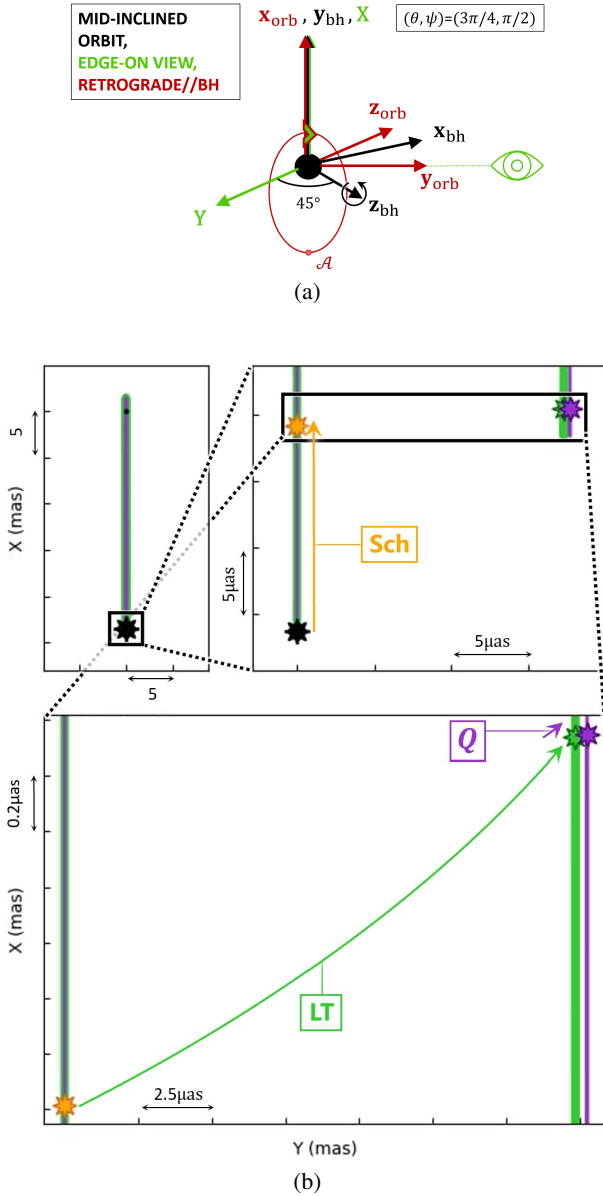 MID-INCLINED
ORBIT,
EDGE-ON VIEW,
RETROGRADE//BH
x_orb , y_bh, X
(θ,ψ)=(3π/4,π/2)
z_orb
x_bh
y_orb
Y
45°
z_bh
𝒜
(a)
5
X (mas)
5
Sch
5μas
5μas
Q
0.2μas
X (mas)
LT
2.5μas
Y (mas)
(b)